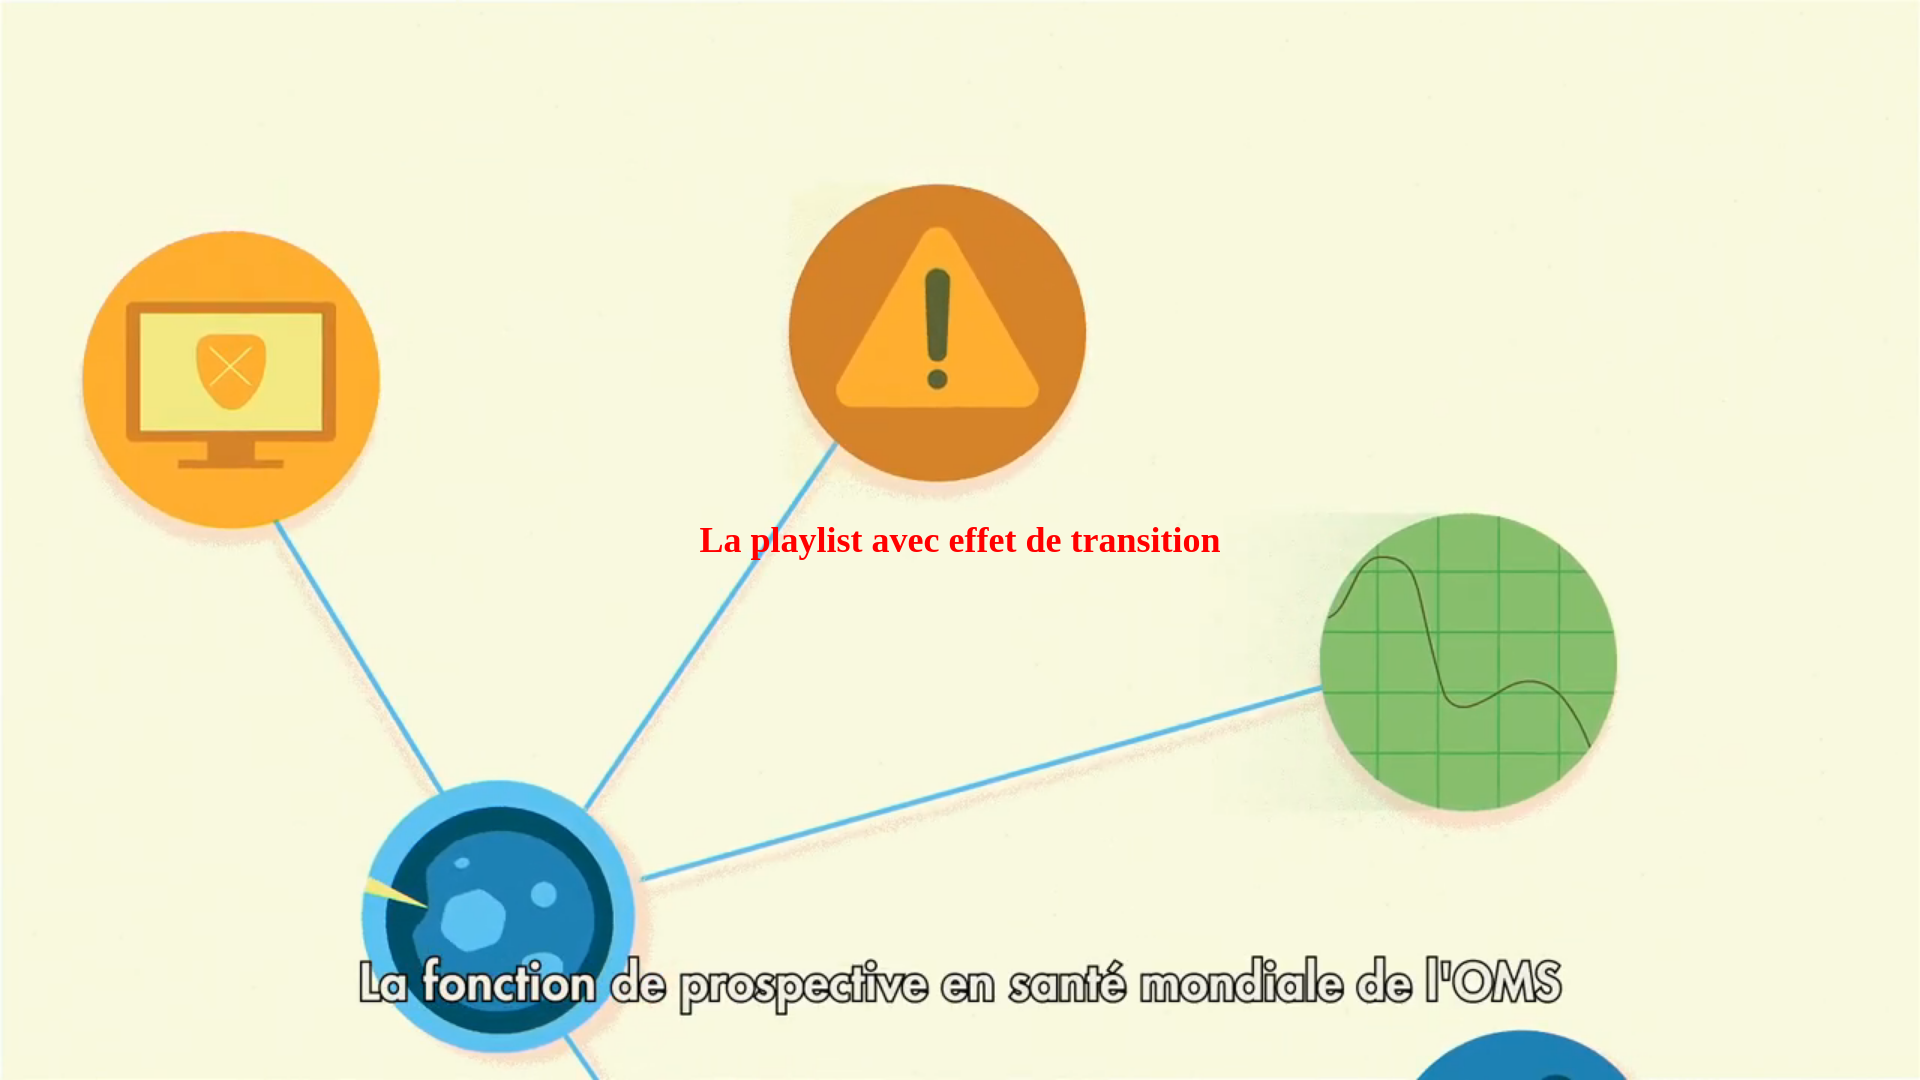 La playlist avec effet de transition
La fonction de prospective en santé mondiale de l'OMS